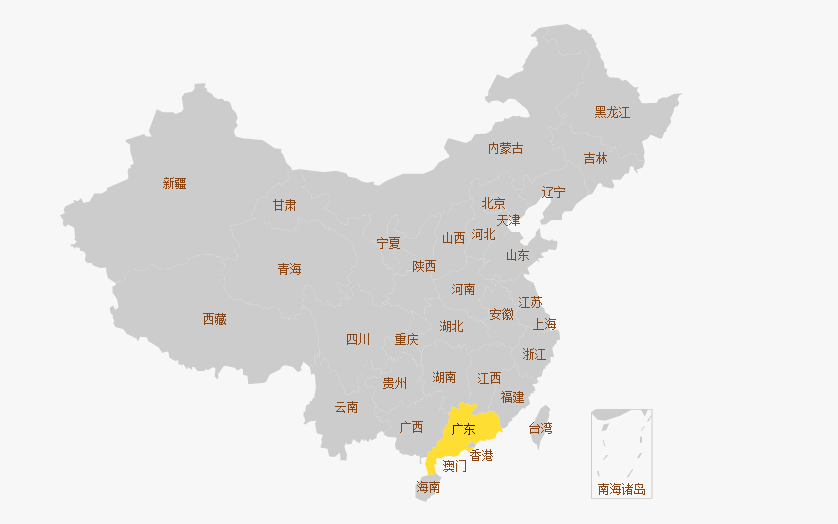 黑龙江
内蒙古
吉林
新疆
辽宁
北京
甘肃
天津
河北
山西
宁夏
山东
陕西
青海
河南
江苏
安徽
西藏
上海
湖北
四川
重庆
浙江
湖南
江西
贵州
福建
云南
广西
广东
台湾
香港
澳门
海南
南海诸岛